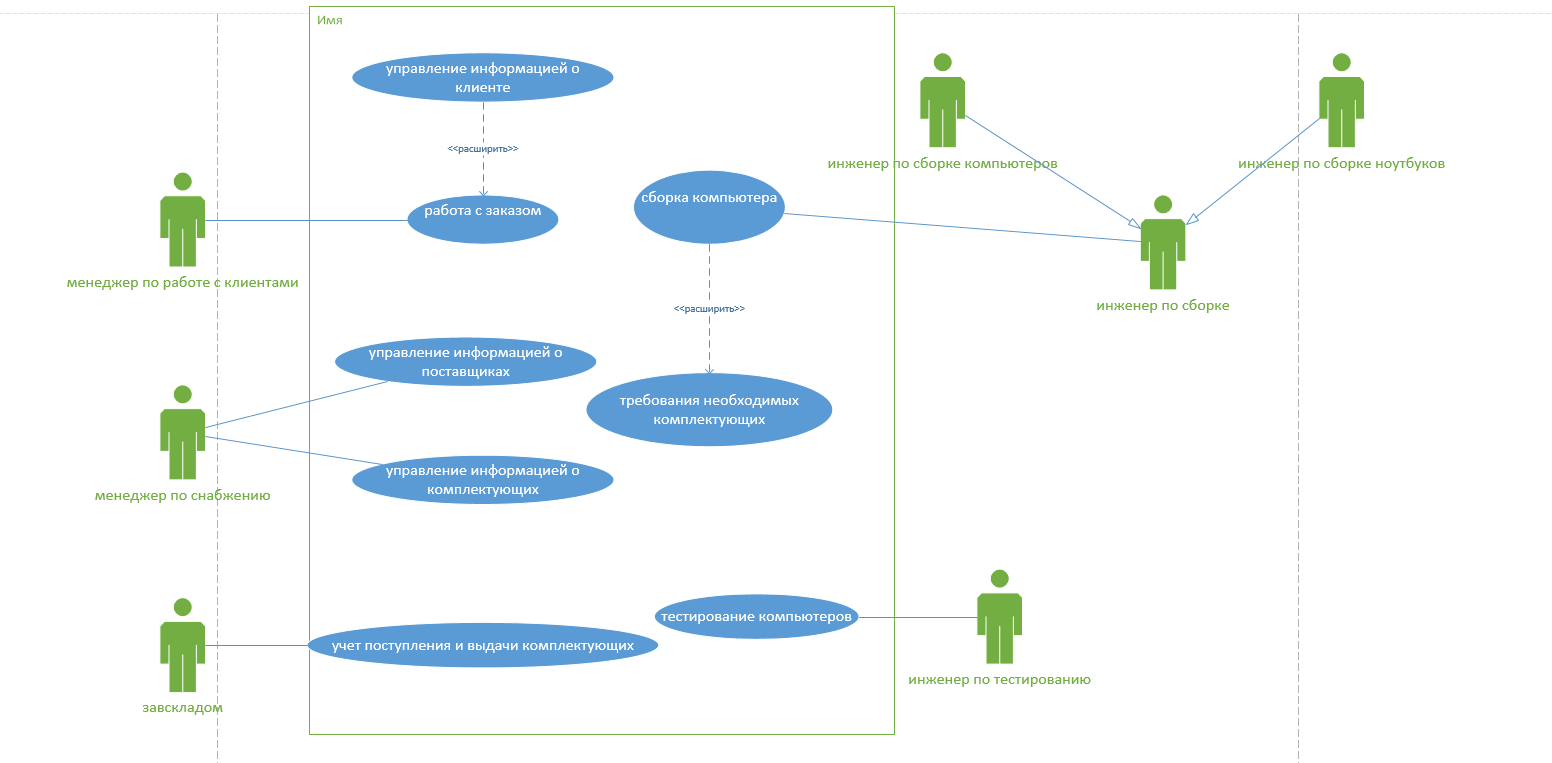 Имя
управление информацией о
клиенте
<<расширить>>
работа с заказом
менеджер по работе с клиентами
сборка компьютера
<<расширить>>
инженер по сборке компьютеров
инженер по сборке ноутбуков
инженер по сборке
управление информацией о
поставщиках
требования необходимых
комплектующих
управление информацией о
комплектующих
менеджер по снабжению
тестирование компьютеров
учет поступления и выдачи комплектующих
инженер по тестированию
завскладом